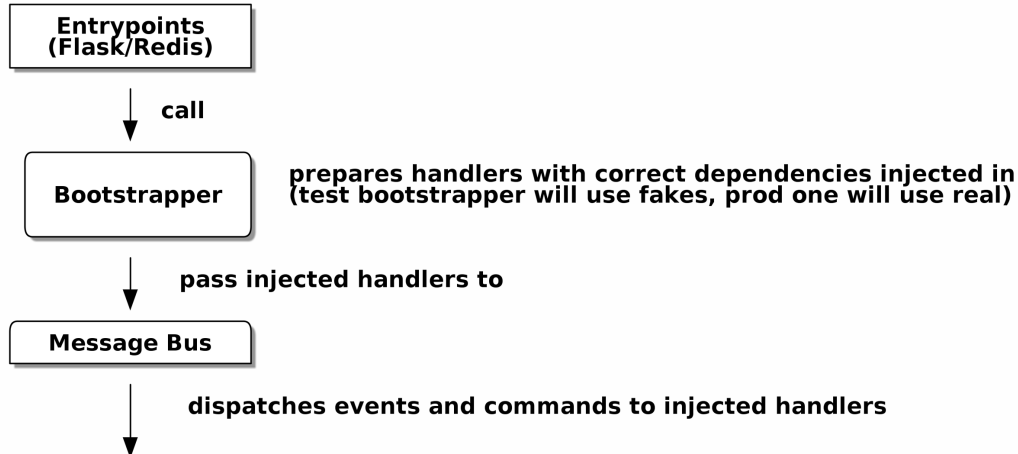 Entrypoints
(Flask/Redis)
call
Bootstrapper
prepares handlers with correct dependencies injected in
(test bootstrapper will use fakes, prod one will use real)
pass injected handlers to
Message Bus
dispatches events and commands to injected handlers